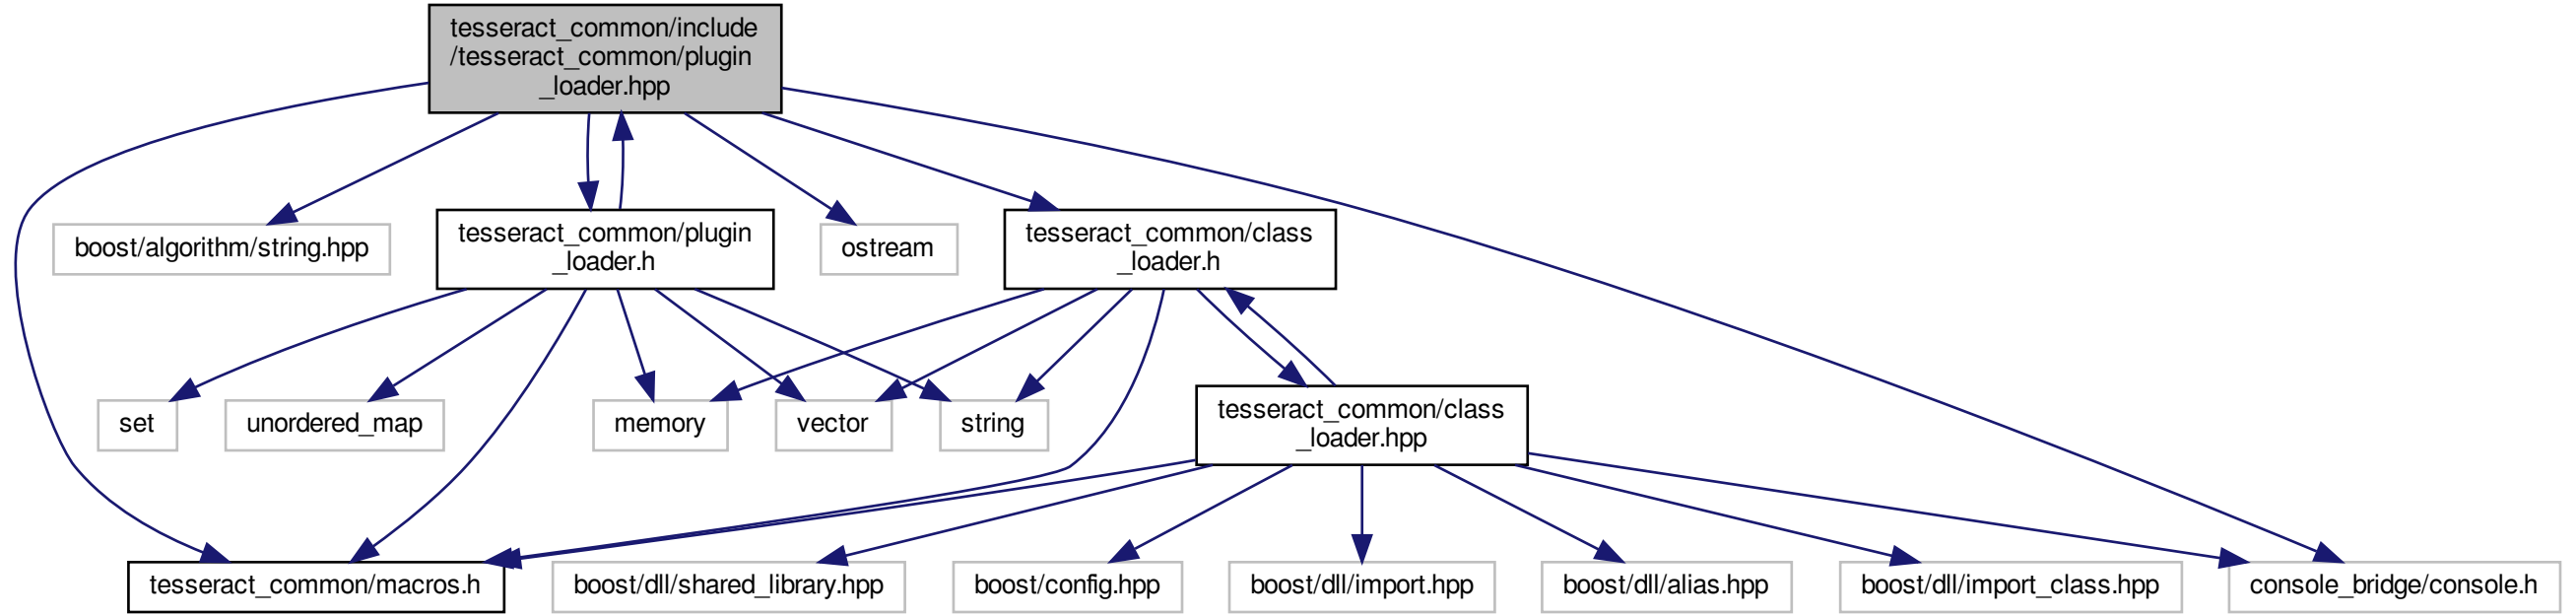 tesseract_common/include
/tesseract_common/plugin
_loader.hpp
boost/algorithm/string.hpp
tesseract_common/plugin
_loader.h
ostream
tesseract_common/class
_loader.h
set
unordered_map
memory
vector
string
tesseract_common/class
_loader.hpp
tesseract_common/macros.h
boost/dll/shared_library.hpp
boost/config.hpp
boost/dll/import.hpp
boost/dll/alias.hpp
boost/dll/import_class.hpp
console_bridge/console.h